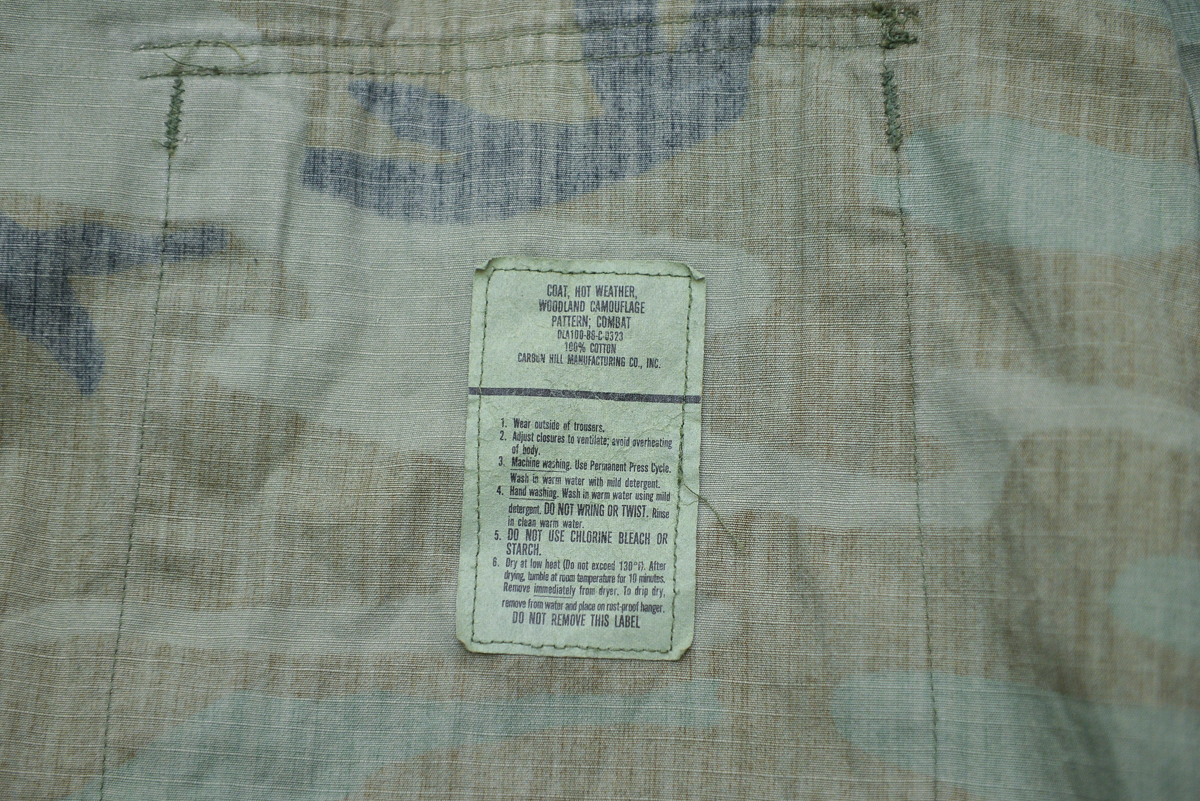 COAT, HOT WEATHER,
WOODLAND CAMOUFLAGE
PATTERN; COMBAT
DLA100-86-C-0323
100% COTTON
CARSON HILL MANUFACTURING CO., INC.
1. Wear outside of trousers.
2. Adjust closures to ventilate; avoid overheating
of body.
3. Machine washing. Use Permanent Press Cycle.
Wash in warm water with mild detergent.
4. Hand washing. Wash in warm water using mild
detergent. DO NOT WRING OR TWIST. Rinse
in clean warm water.
5. DO NOT USE CHLORINE BLEACH OR
STARCH.
6. Dry at low heat (Do not exceed 130°F). After
drying, tumble at room temperature for 10 minutes.
Remove immediately from dryer. To drip dry,
remove from water and place on rust-proof hanger.
DO NOT REMOVE THIS LABEL